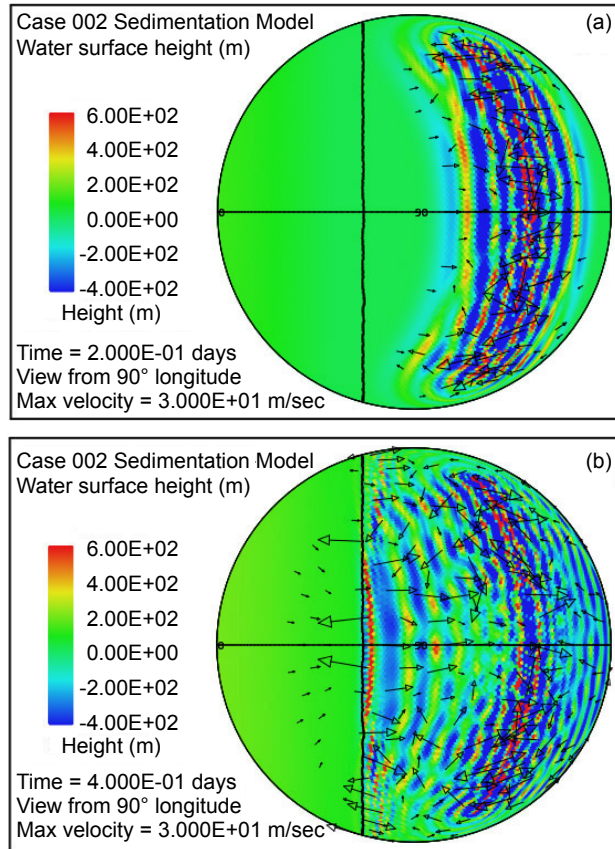 Case 002 Sedimentation Model
Water surface height (m)
(a)
6.00E+02
4.00E+02
2.00E+02
0.00E+00
-2.00E+02
-4.00E+02
Height (m)
0
90
Time = 2.000E-01 days
View from 90° longitude
Max velocity = 3.000E+01 m/sec
Case 002 Sedimentation Model
Water surface height (m)
(b)
6.00E+02
4.00E+02
2.00E+02
0.00E+00
-2.00E+02
-4.00E+02
Height (m)
0
90
Time = 4.000E-01 days
View from 90° longitude
Max velocity = 3.000E+01 m/sec